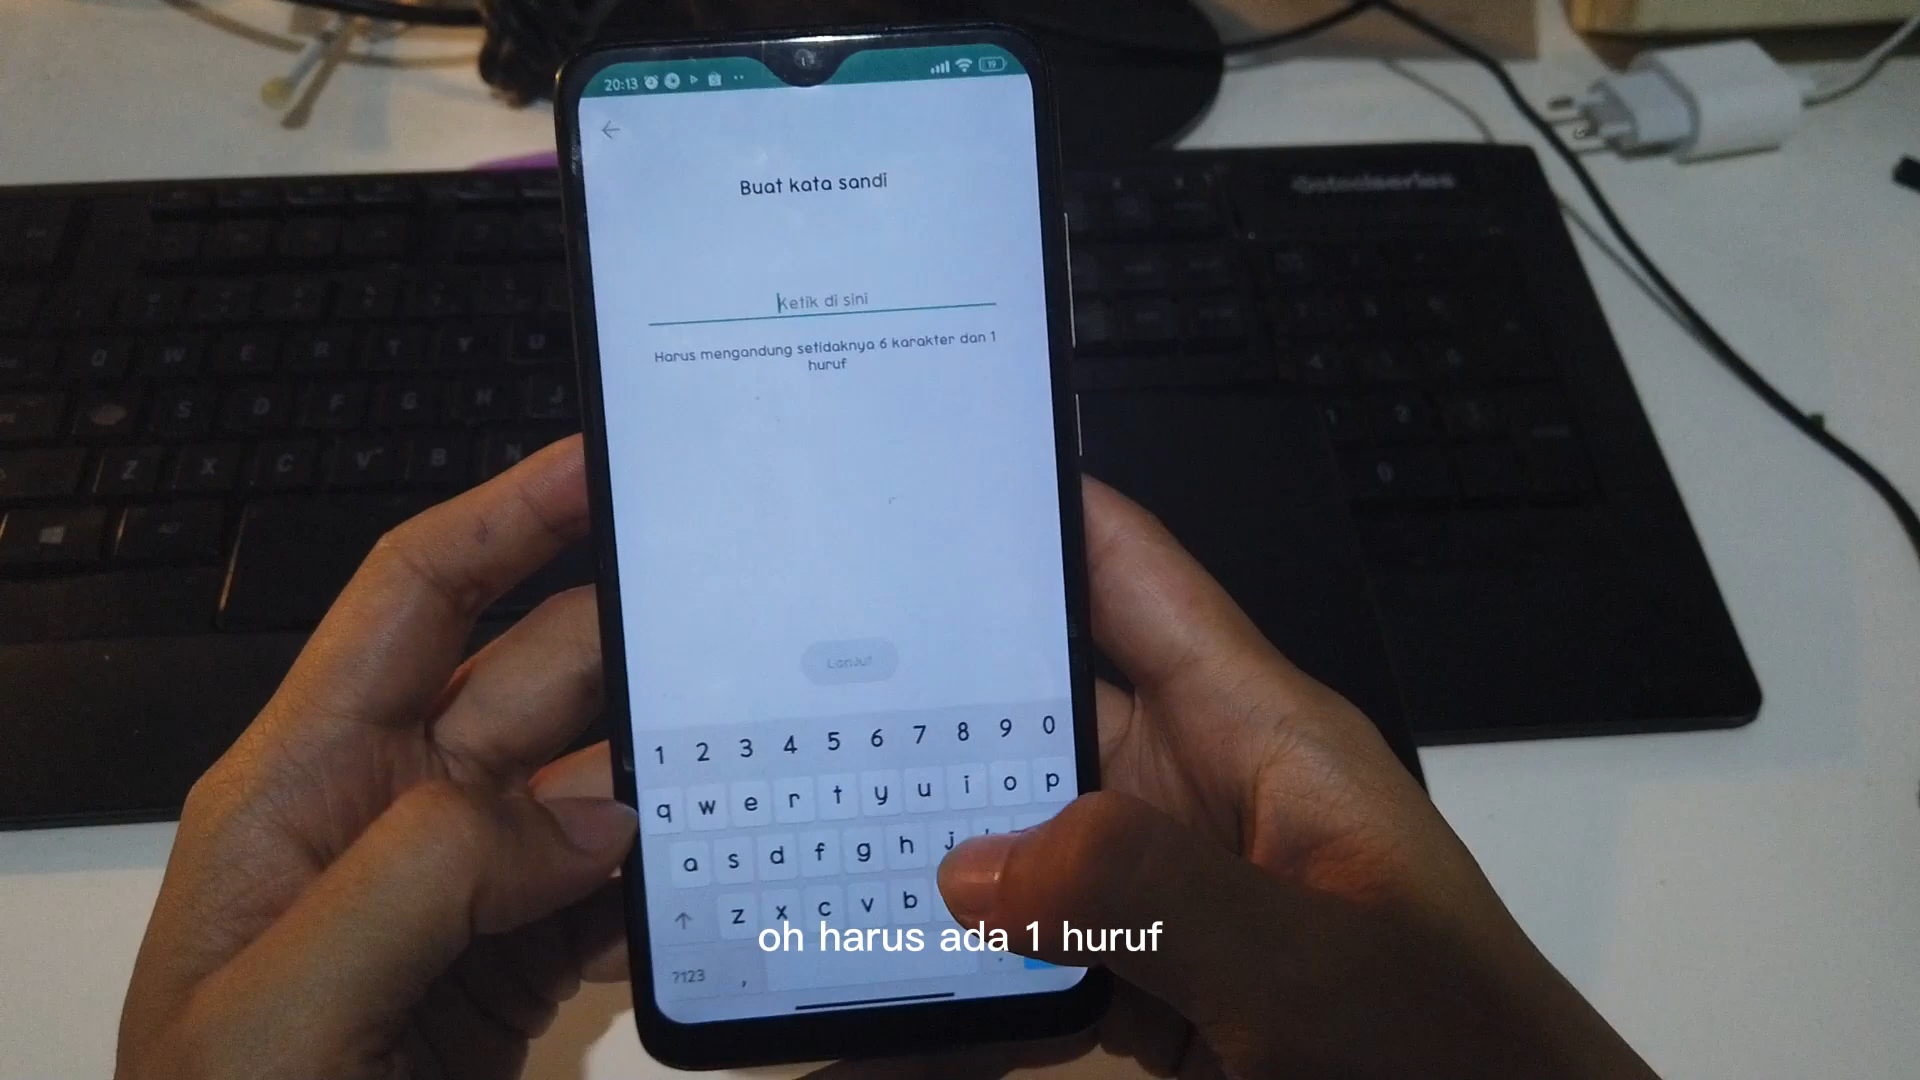 20:13
19
Buat kata sandi
Ketik di sini
Harus mengandung setidaknya 6 karakter dan 1
huruf
Lanjut
1 2 3 4 5 6 7 8 9 0
q w e r t y u i o p
a s d f g h j
z x c v b
oh harus ada 1 huruf
?123 , .